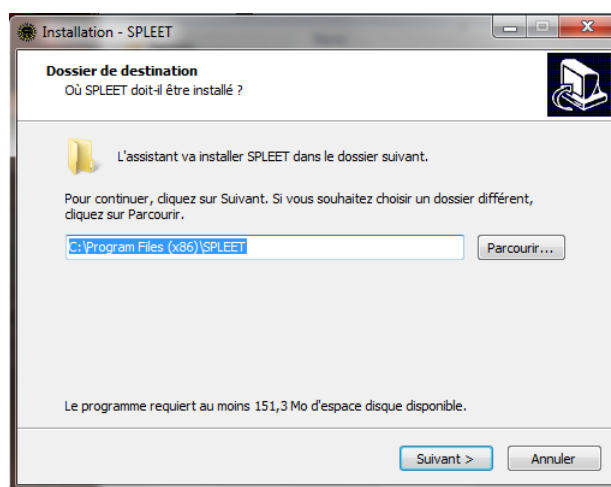 Installation - SPLEET
Dossier de destination
Où SPLEET doit-il être installé ?
L'assistant va installer SPLEET dans le dossier suivant.
Pour continuer, cliquez sur Suivant. Si vous souhaitez choisir un dossier différent,
cliquez sur Parcourir.
C:\Program Files (x86)\SPLEET
Parcourir...
Le programme requiert au moins 151,3 Mo d'espace disque disponible.
Suivant >
Annuler